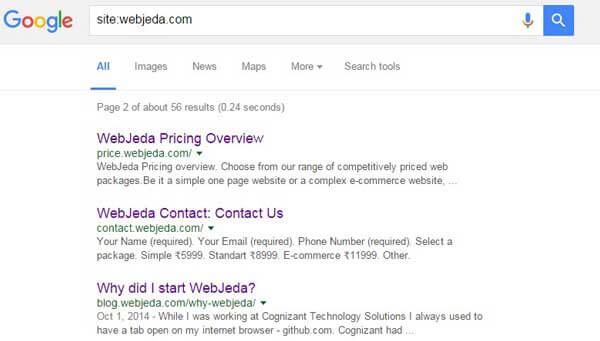 Google site:webjeda.com
All Images News Maps More Search tools
Page 2 of about 56 results (0.24 seconds)
WebJeda Pricing Overview
price.webjeda.com/
WebJeda Pricing overview. Choose from our range of competitively priced web
packages.Be it a simple one page website or a complex e-commerce website, ...
WebJeda Contact: Contact Us
contact.webjeda.com/
Your Name (required). Your Email (required). Phone Number (required). Select a
package. Simple ₹5999. Standart ₹8999. E-commerce ₹11999. Other.
Why did I start WebJeda?
blog.webjeda.com/why-webjeda/
Oct 1, 2014 - While I was working at Cognizant Technology Solutions I always used to
have a tab open on my internet browser - github.com. Cognizant had ...